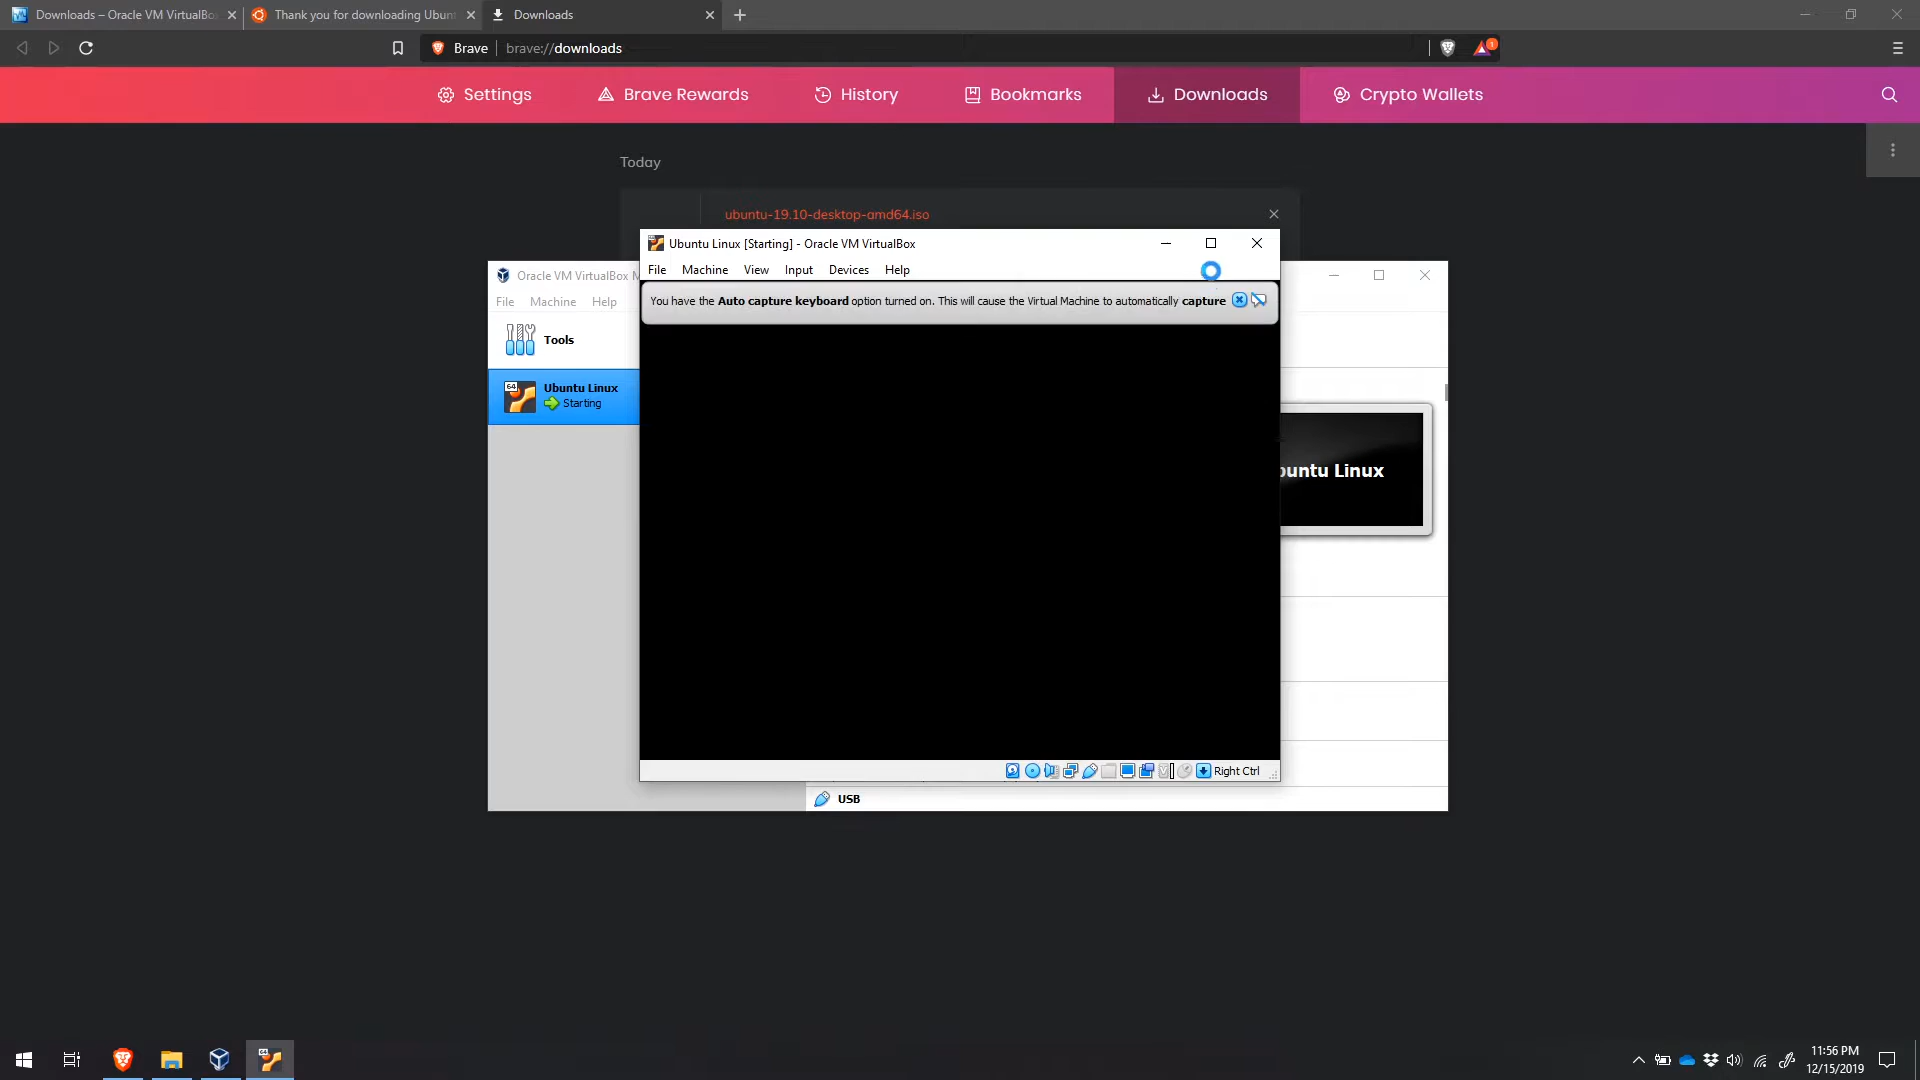 Downloads – Oracle VM VirtualBo
Thank you for downloading Ubunt
Downloads
Brave
brave://downloads
1
Settings
Brave Rewards
History
Bookmarks
Downloads
Crypto Wallets
Today
ubuntu-19.10-desktop-amd64.iso
Ubuntu Linux [Starting] - Oracle VM VirtualBox
File Machine View Input Devices Help
You have the Auto capture keyboard option turned on. This will cause the Virtual Machine to automatically capture
Oracle VM VirtualBox M
File Machine Help
Tools
64
Ubuntu Linux
Starting
buntu Linux
Right Ctrl
USB
64
11:56 PM
12/15/2019